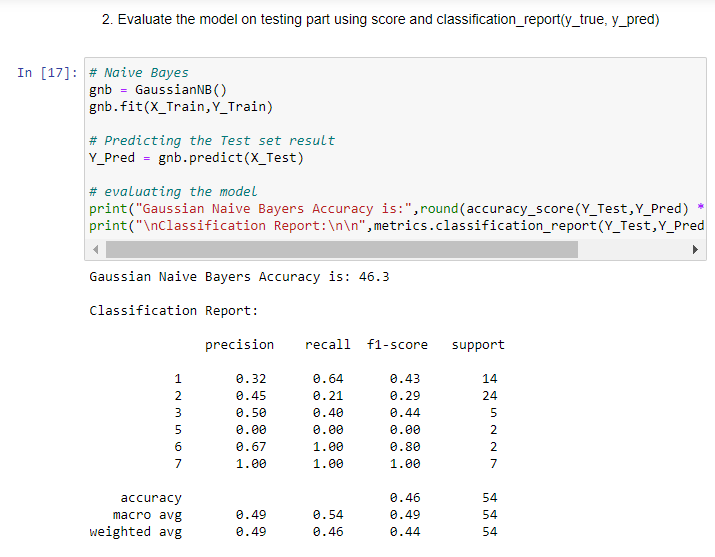 2. Evaluate the model on testing part using score and classification_report(y_true, y_pred)
In [17]: # Naive Bayes
gnb = GaussianNB()
gnb.fit(X_Train,Y_Train)
# Predicting the Test set result
Y_Pred = gnb.predict(X_Test)
# evaluating the model
print("Gaussian Naive Bayers Accuracy is:",round(accuracy_score(Y_Test,Y_Pred) *
print("\nClassification Report:\n\n",metrics.classification_report(Y_Test,Y_Pred
Gaussian Naive Bayers Accuracy is: 46.3
Classification Report:
precision recall f1-score support
1 0.32 0.64 0.43 14
2 0.45 0.21 0.29 24
3 0.50 0.40 0.44 5
5 0.00 0.00 0.00 2
6 0.67 1.00 0.80 2
7 1.00 1.00 1.00 7
accuracy 0.46 54
macro avg 0.49 0.54 0.49 54
weighted avg 0.49 0.46 0.44 54